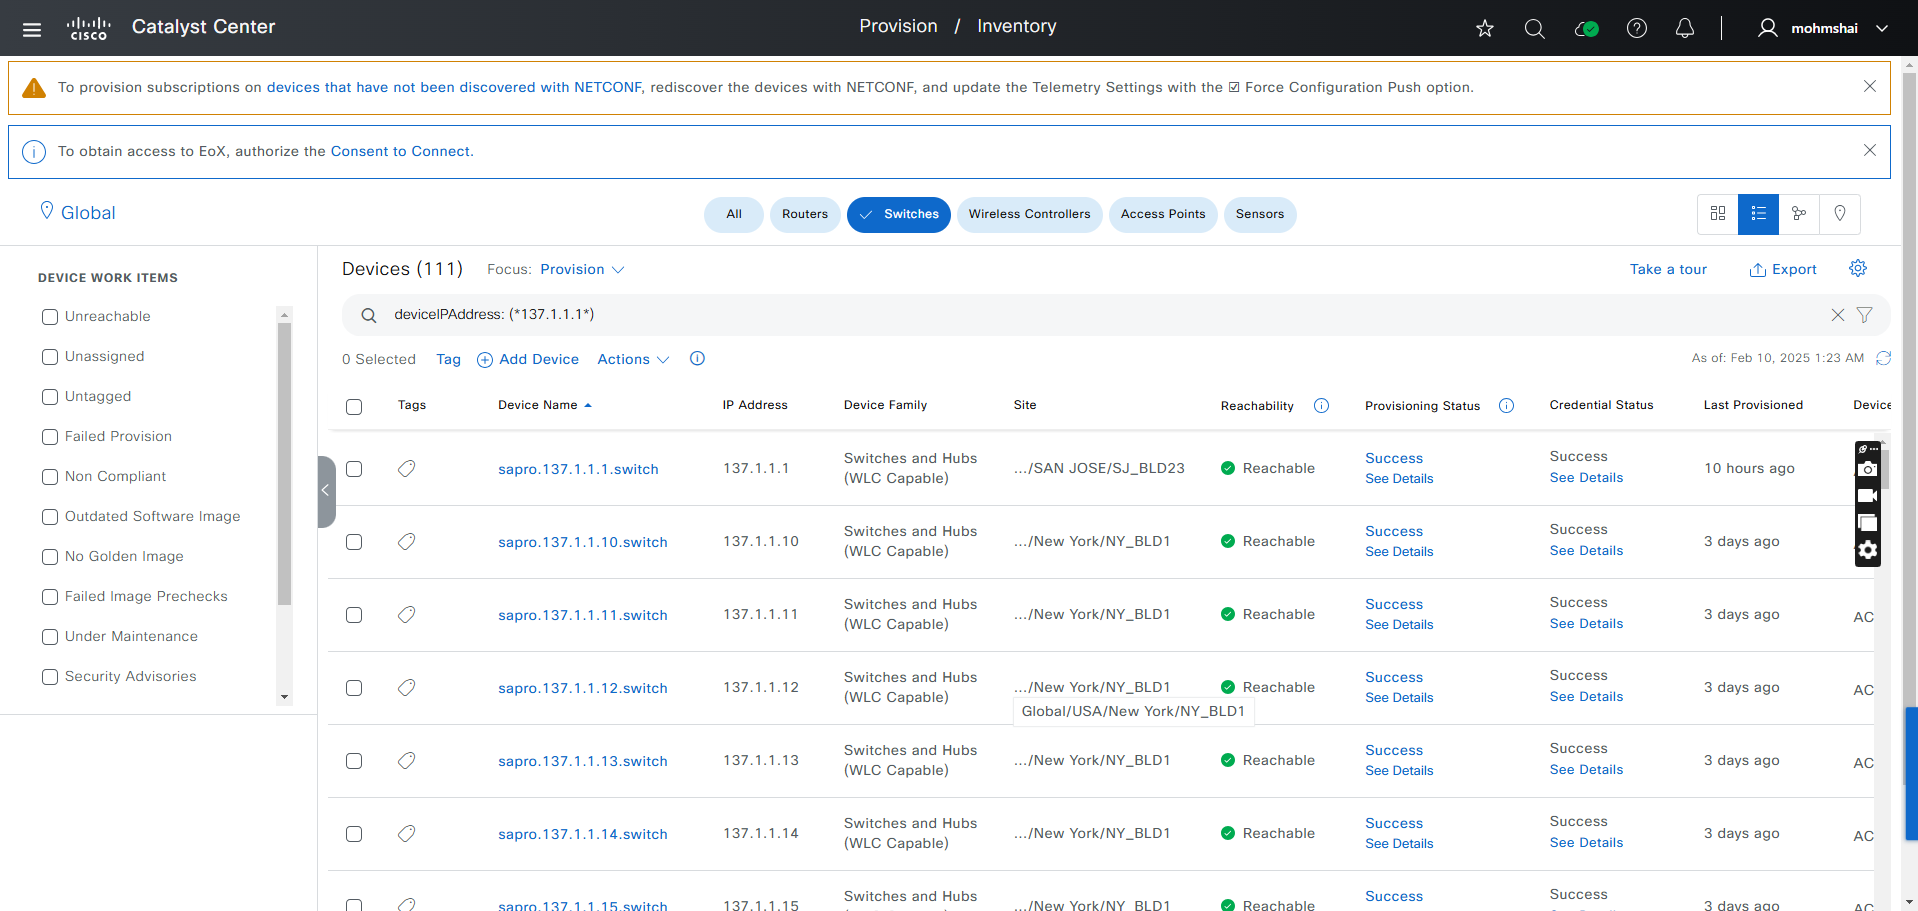 cisco
Catalyst Center
Provision / Inventory
mohmshai
To provision subscriptions on devices that have not been discovered with NETCONF, rediscover the devices with NETCONF, and update the Telemetry Settings with the ☑ Force Configuration Push option.
To obtain access to EoX, authorize the Consent to Connect.
Global
All
Routers
Switches
Wireless Controllers
Access Points
Sensors
DEVICE WORK ITEMS
Unreachable
Unassigned
Untagged
Failed Provision
Non Compliant
Outdated Software Image
No Golden Image
Failed Image Prechecks
Under Maintenance
Security Advisories
Devices (111)
Focus: Provision
Take a tour
Export
deviceIPAddress: (*137.1.1.1*)
0 Selected
Tag
Add Device
Actions
As of: Feb 10, 2025 1:23 AM
Tags Device Name IP Address Device Family Site Reachability Provisioning Status Credential Status Last Provisioned Device
sapro.137.1.1.1.switch 137.1.1.1 Switches and Hubs (WLC Capable) .../SAN JOSE/SJ_BLD23 Reachable Success See Details Success See Details 10 hours ago
sapro.137.1.1.10.switch 137.1.1.10 Switches and Hubs (WLC Capable) .../New York/NY_BLD1 Reachable Success See Details Success See Details 3 days ago
sapro.137.1.1.11.switch 137.1.1.11 Switches and Hubs (WLC Capable) .../New York/NY_BLD1 Reachable Success See Details Success See Details 3 days ago AC
sapro.137.1.1.12.switch 137.1.1.12 Switches and Hubs (WLC Capable) .../New York/NY_BLD1 Reachable Success See Details Success See Details 3 days ago AC
Global/USA/New York/NY_BLD1
sapro.137.1.1.13.switch 137.1.1.13 Switches and Hubs (WLC Capable) .../New York/NY_BLD1 Reachable Success See Details Success See Details 3 days ago AC
sapro.137.1.1.14.switch 137.1.1.14 Switches and Hubs (WLC Capable) .../New York/NY_BLD1 Reachable Success See Details Success See Details 3 days ago AC
sapro.137.1.1.15.switch 137.1.1.15 Switches and Hubs .../New York/NY_BLD1 Reachable Success Success 3 days ago AC